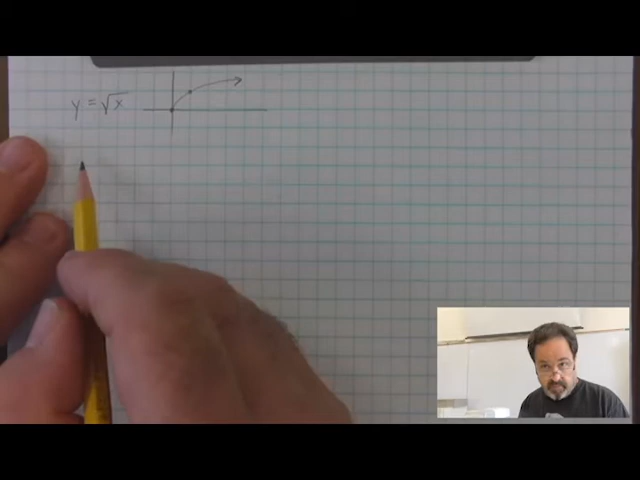 y = √x